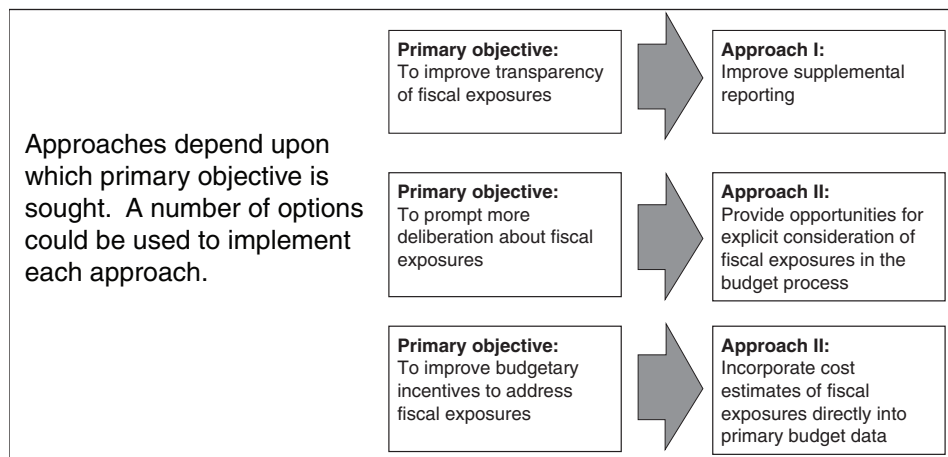 Approaches depend upon
which primary objective is
sought.  A number of options
could be used to implement
each approach.
Primary objective:
To improve transparency
of fiscal exposures
Approach I:
Improve supplemental
reporting
Primary objective:
To prompt more
deliberation about fiscal
exposures
Approach II:
Provide opportunities for
explicit consideration of
fiscal exposures in the
budget process
Primary objective:
To improve budgetary
incentives to address
fiscal exposures
Approach II:
Incorporate cost
estimates of fiscal
exposures directly into
primary budget data